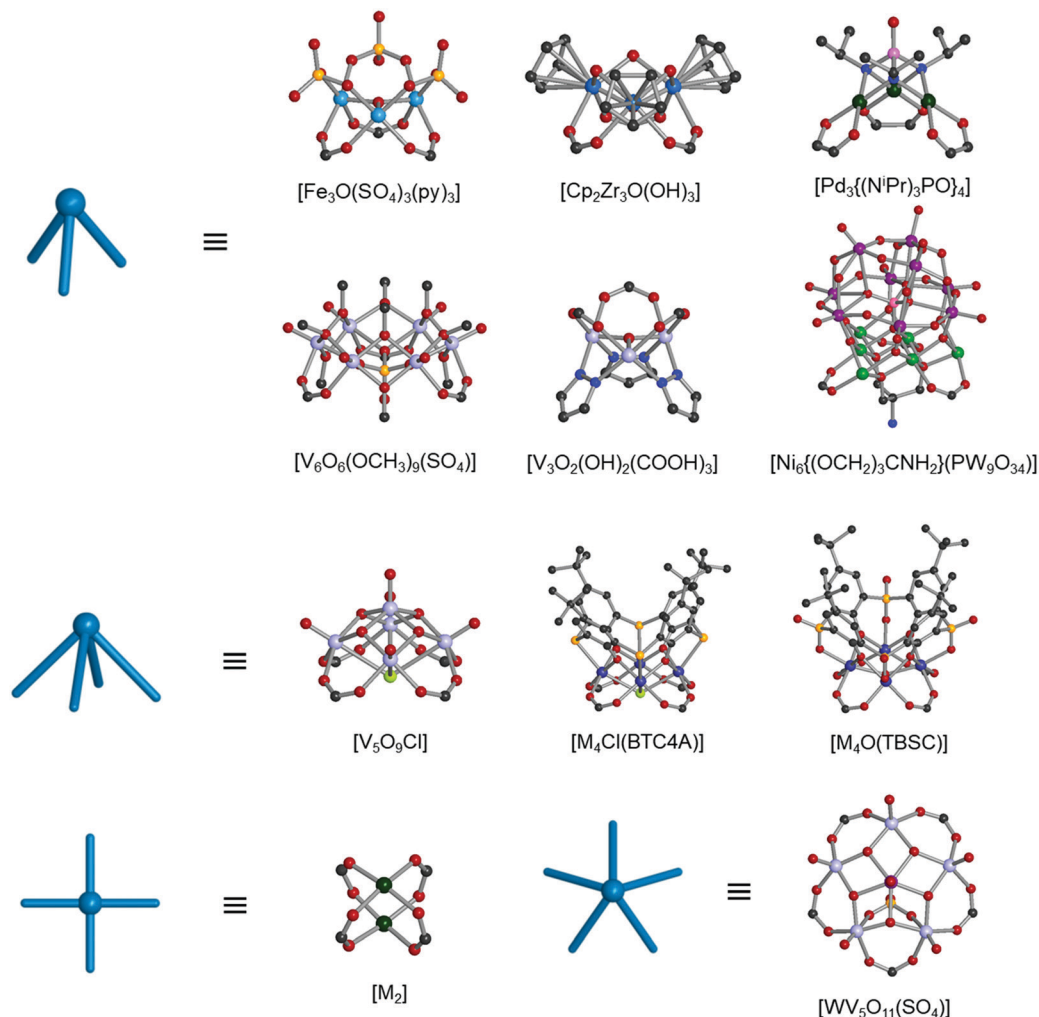 [Fe₃O(SO₄)₃(py)₃] [Cp₂Zr₃O(OH)₃] [Pd₃{(NⁱPr)₃PO}₄]
≡
[V₆O₆(OCH₃)₉(SO₄)] [V₃O₂(OH)₂(COOH)₃] [Ni₆{(OCH₂)₃CNH₂}(PW₉O₃₄)]
≡
[V₅O₉Cl] [M₄Cl(BTC4A)] [M₄O(TBSC)]
≡ ≡
[M₂] [WV₅O₁₁(SO₄)]